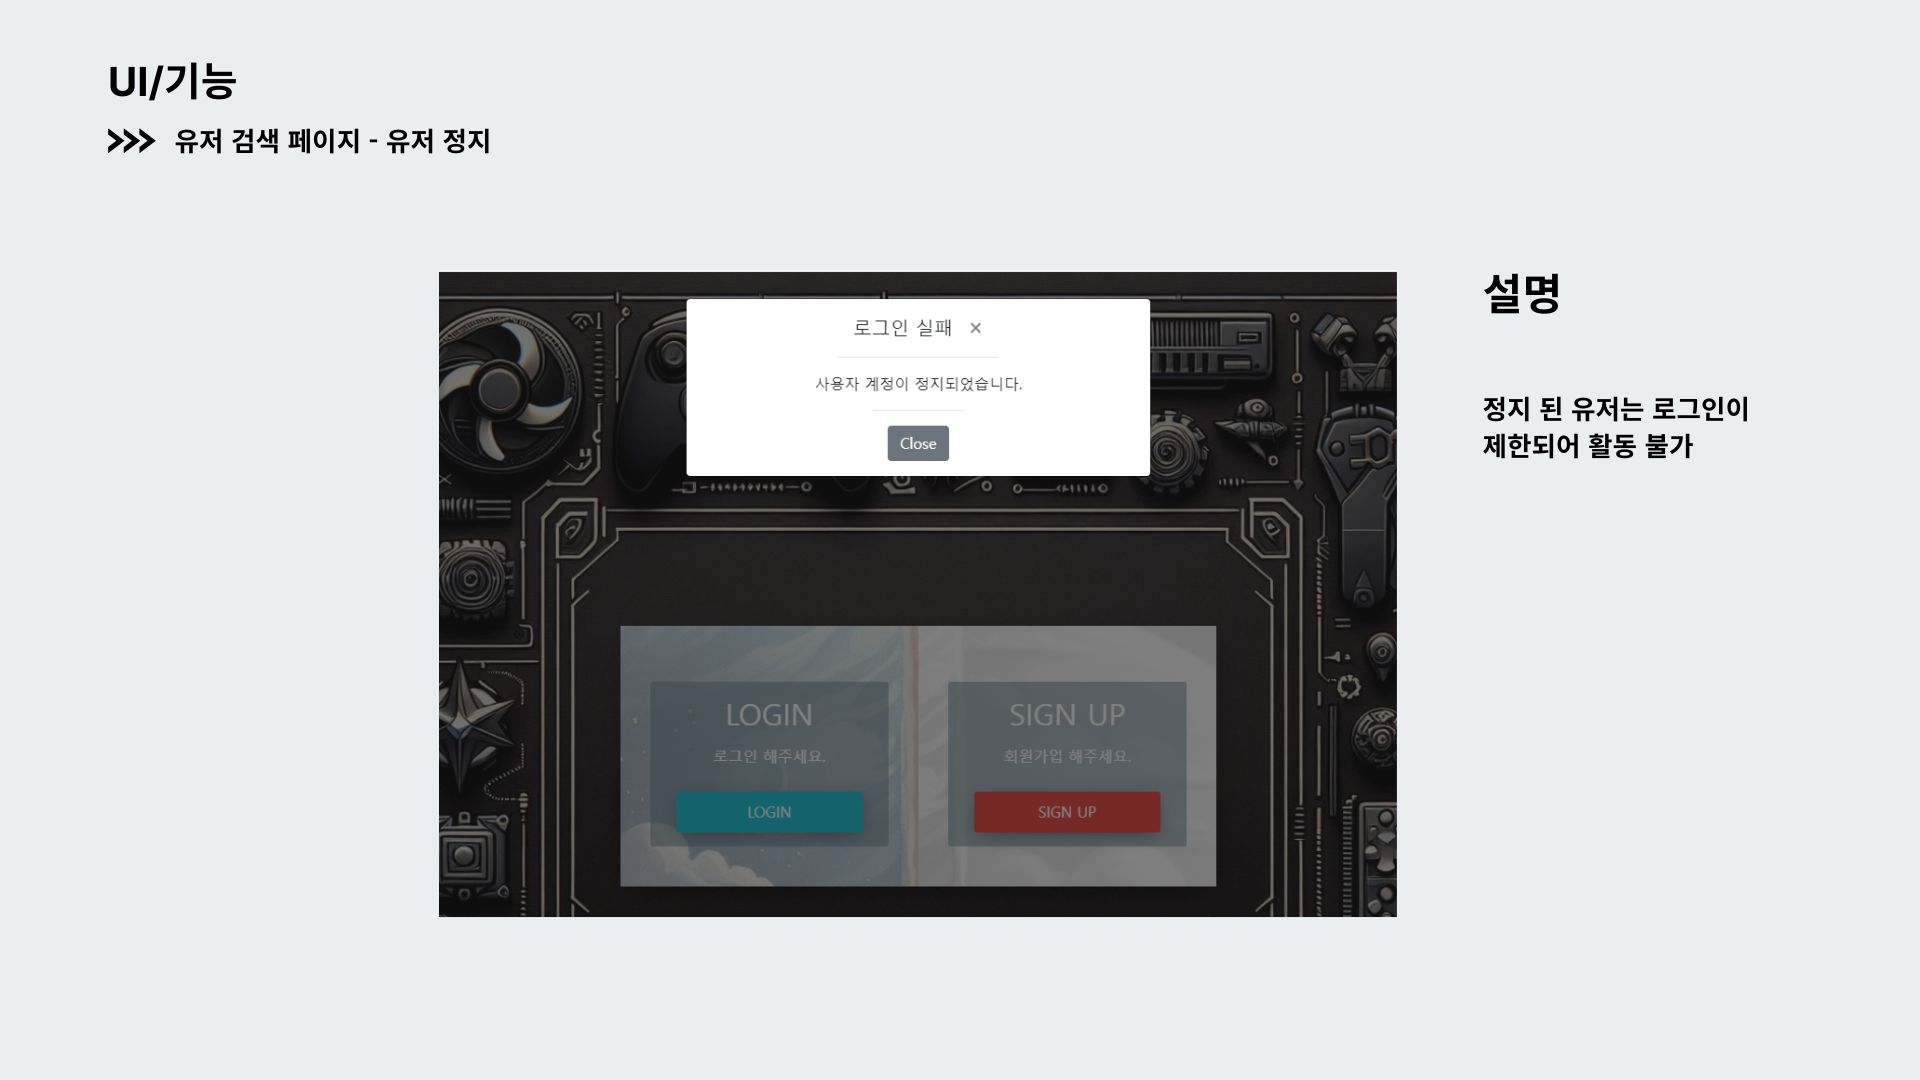 UI/기능
유저 검색 페이지 - 유저 정지
로그인 실패 ×
사용자 계정이 정지되었습니다.
Close
LOGIN
로그인 해주세요.
LOGIN
SIGN UP
회원가입 해주세요.
SIGN UP
설명
정지 된 유저는 로그인이
제한되어 활동 불가